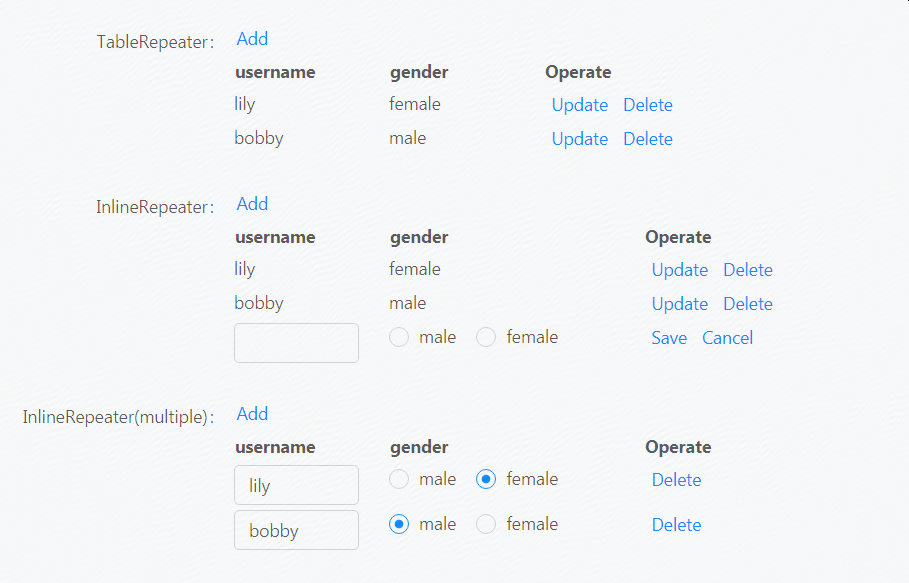 TableRepeater: Add
username gender Operate
lily female Update Delete
bobby male Update Delete
InlineRepeater: Add
username gender Operate
lily female Update Delete
bobby male Update Delete
male female Save Cancel
InlineRepeater(multiple): Add
username gender Operate
lily male female Delete
bobby male female Delete